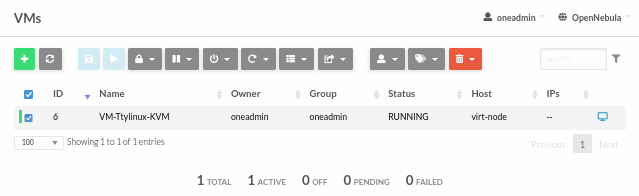 VMs
oneadmin OpenNebula
Search
ID Name Owner Group Status Host IPs
6 VM-Ttylinux-KVM oneadmin oneadmin RUNNING virt-node --
100 Showing 1 to 1 of 1 entries Previous 1 Next
1 TOTAL 1 ACTIVE 0 OFF 0 PENDING 0 FAILED